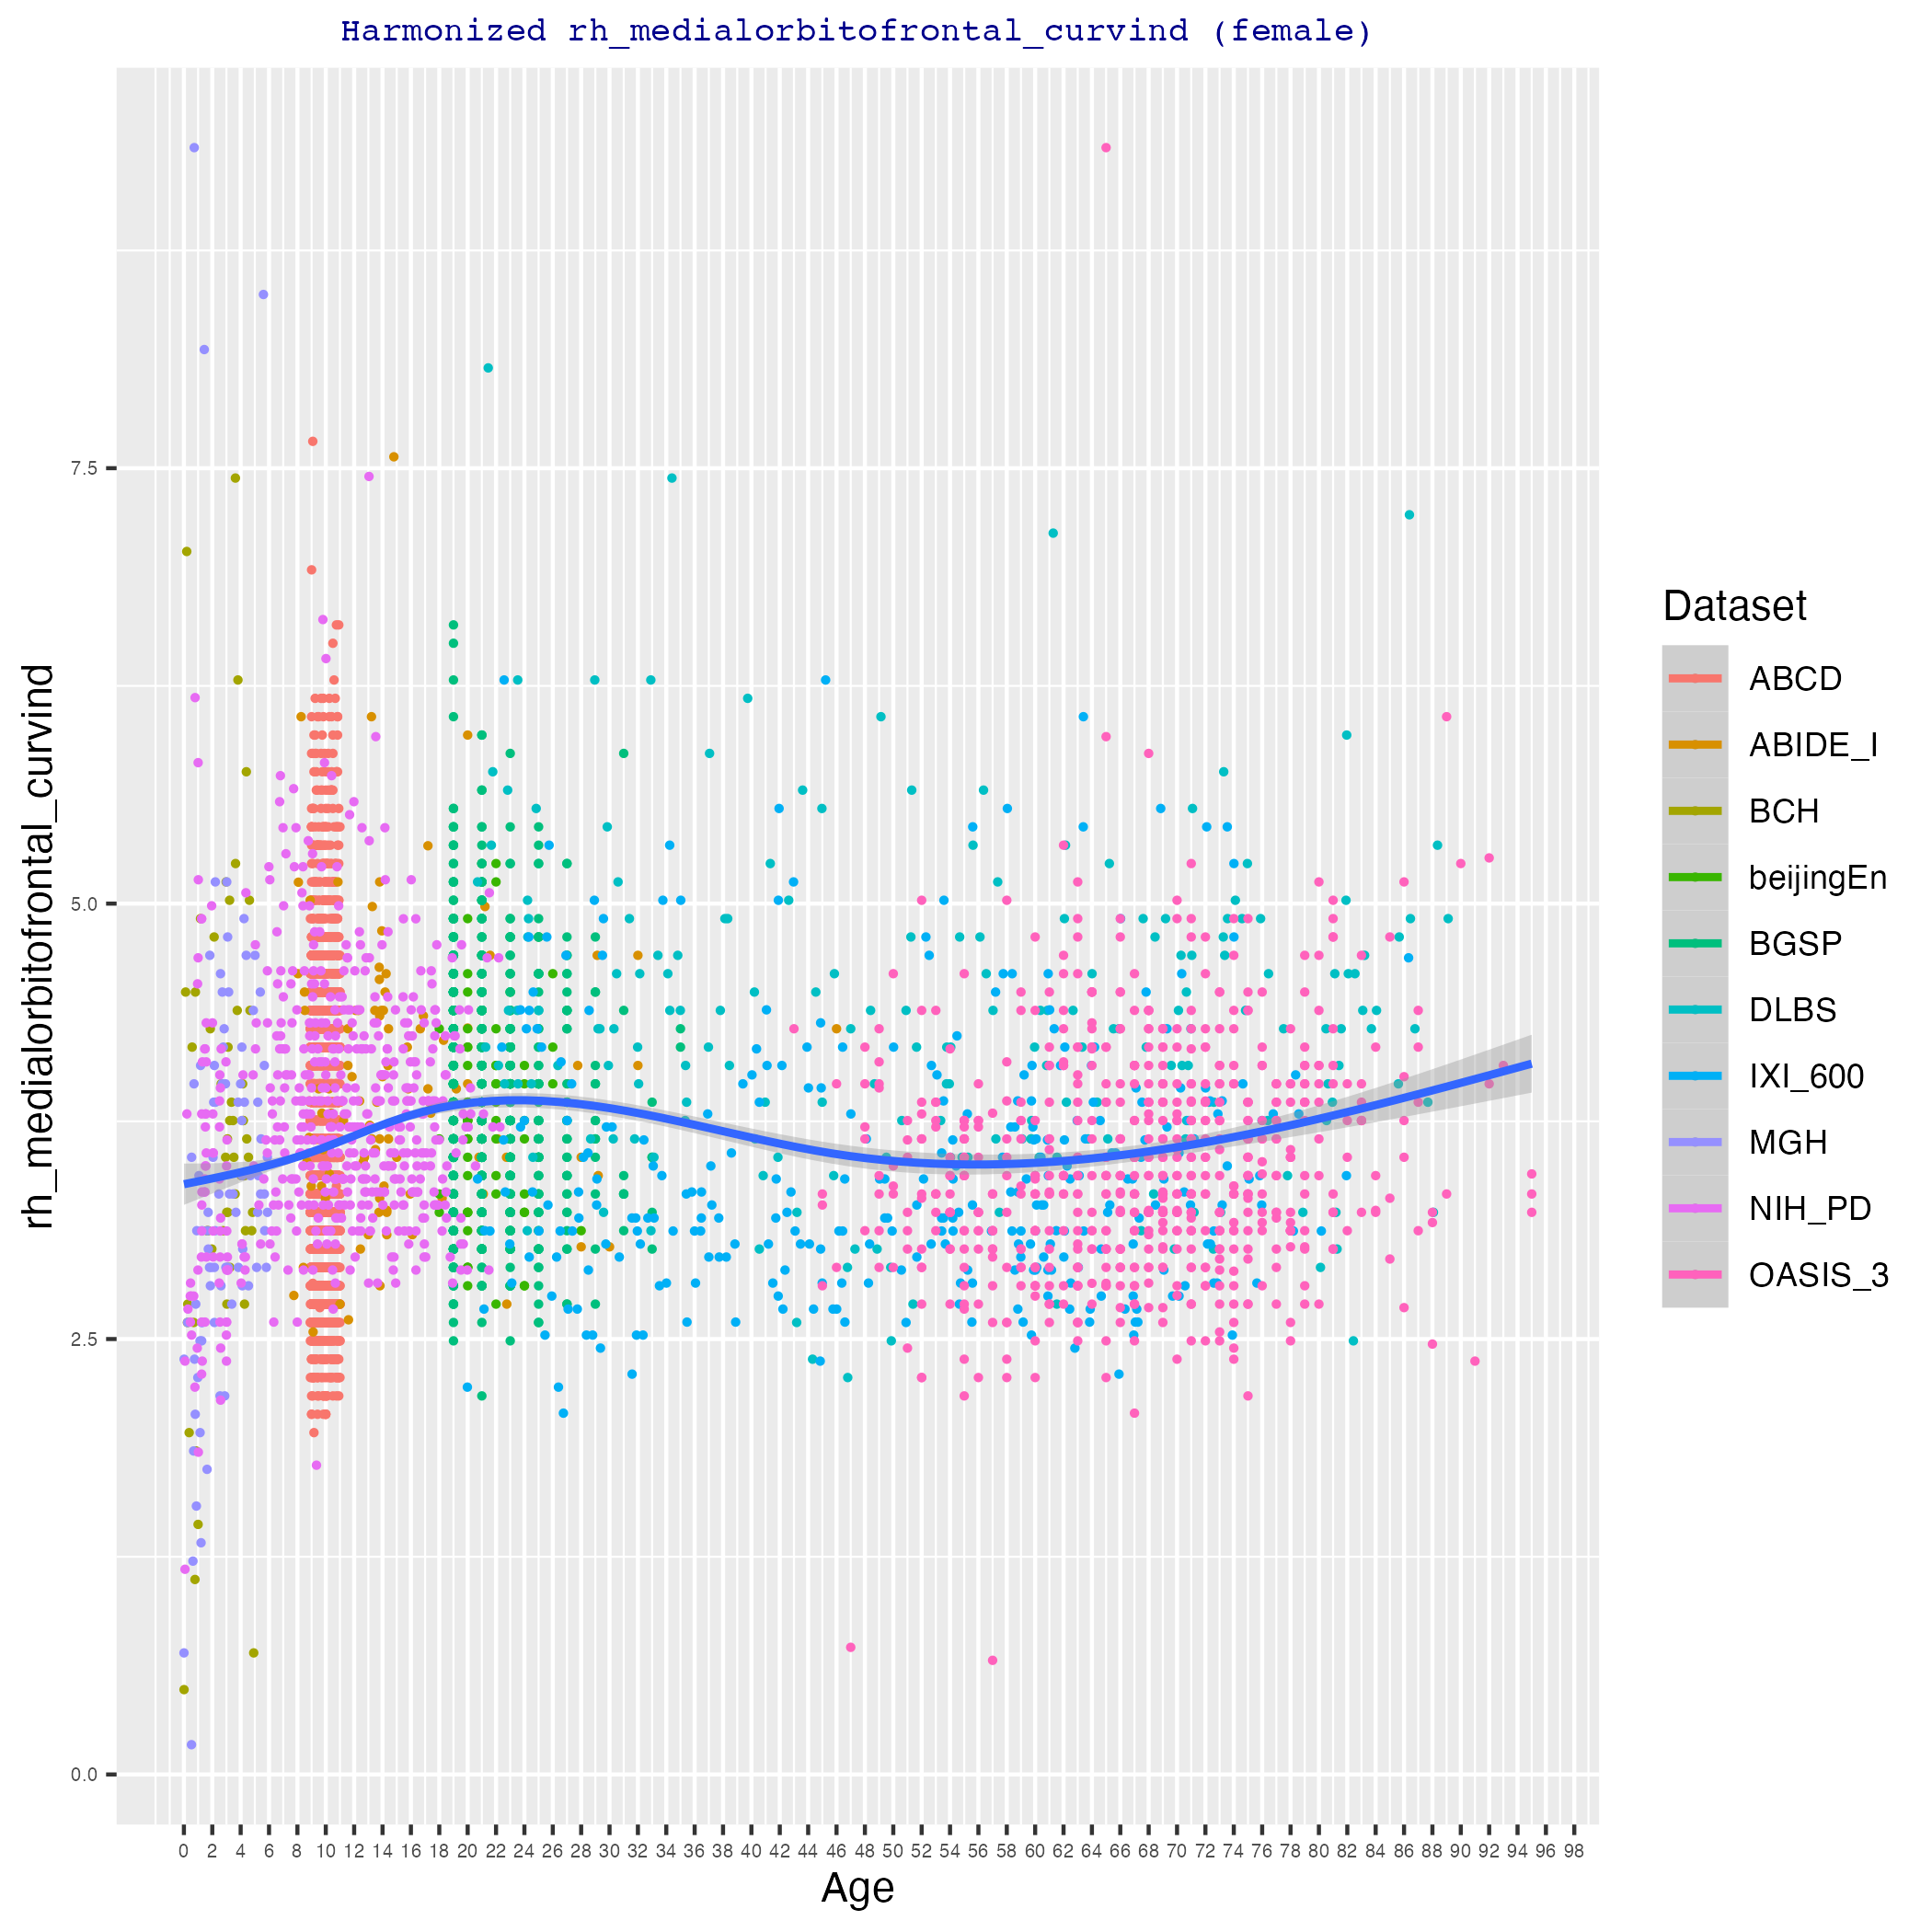 Harmonized rh_medialorbitofrontal_curvind (female)
rh_medialorbitofrontal_curvind
7.5
5.0
2.5
0.0
0 2 4 6 8 10 12 14 16 18 20 22 24 26 28 30 32 34 36 38 40 42 44 46 48 50 52 54 56 58 60 62 64 66 68 70 72 74 76 78 80 82 84 86 88 90 92 94 96 98
Age
Dataset
ABCD
ABIDE_I
BCH
beijingEn
BGSP
DLBS
IXI_600
MGH
NIH_PD
OASIS_3